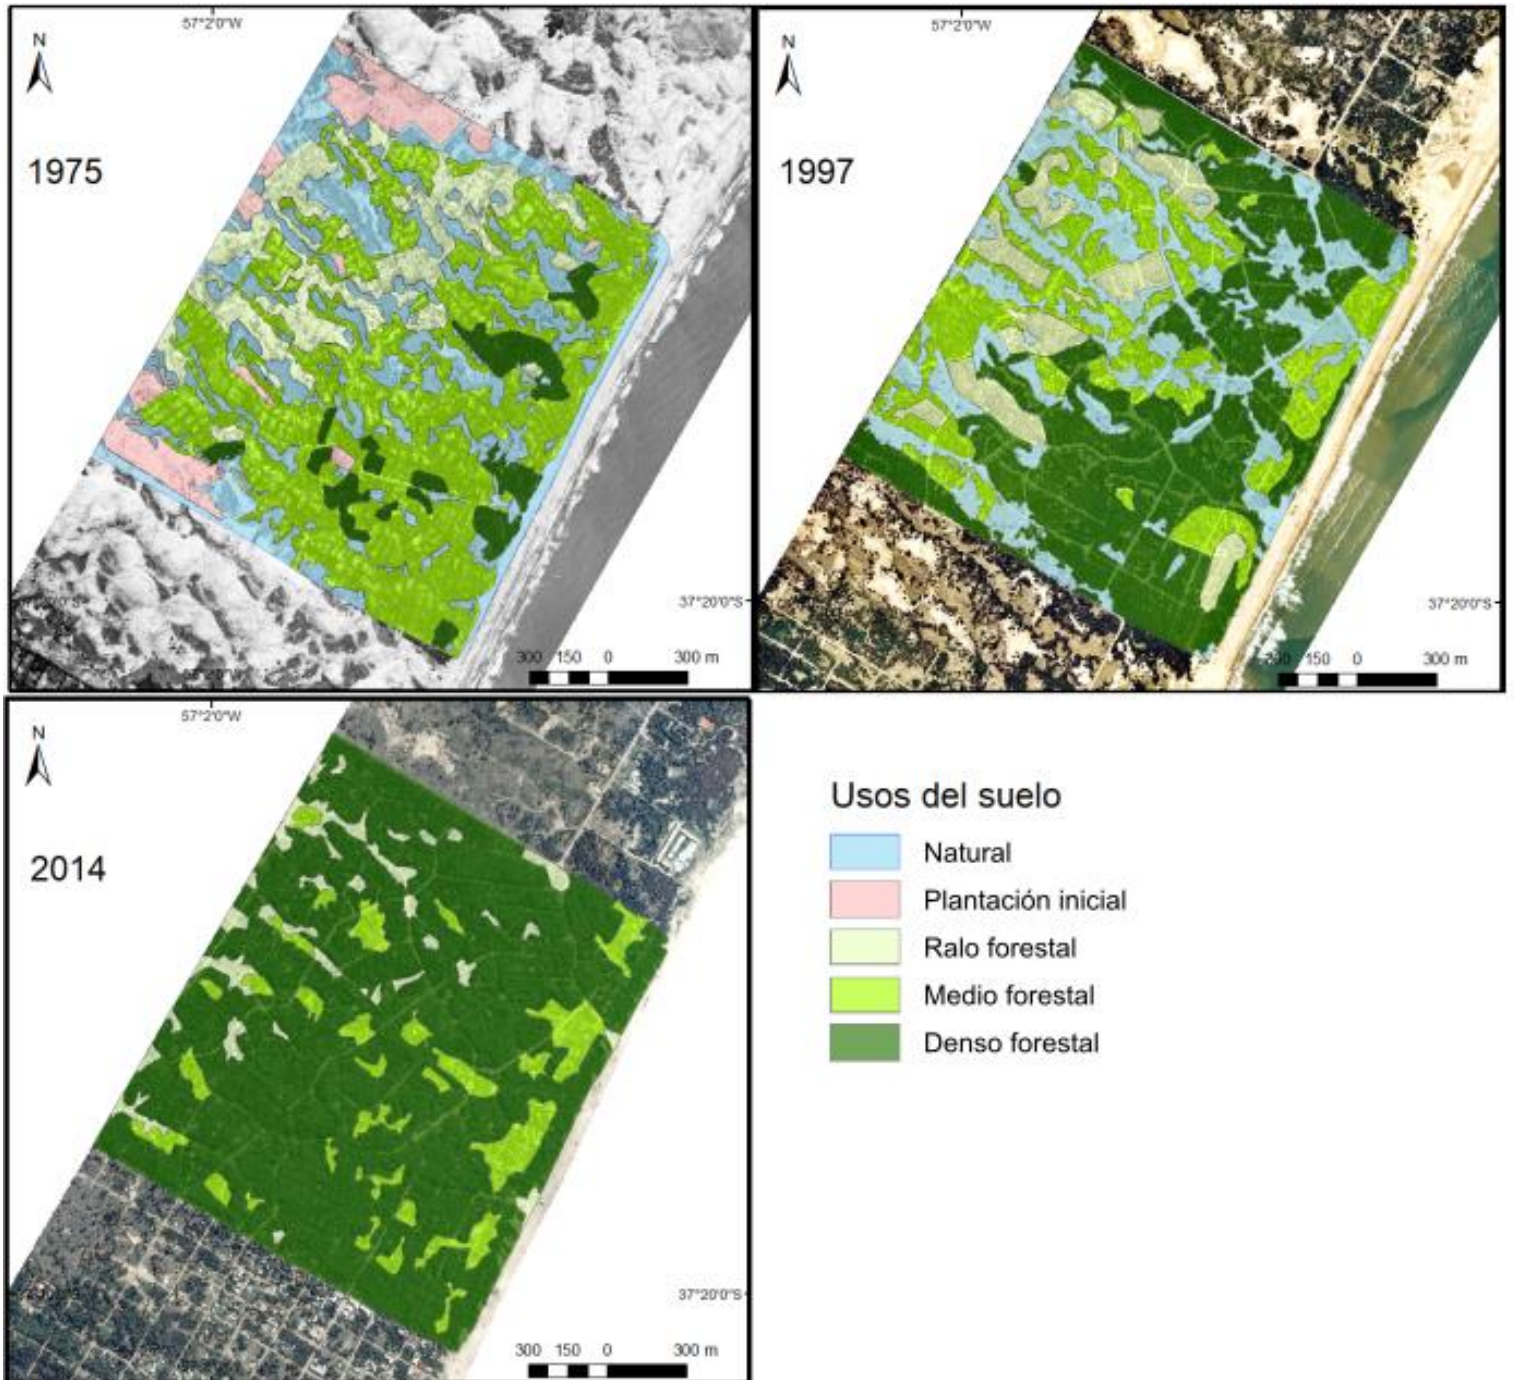 57°2'0"W
N
1975
37°20'0"S
300 150 0 300 m
57°2'0"W
N
1997
37°20'0"S
150 0 300 m
57°2'0"W
N
2014
37°20'0"S
300 150 0 300 m
Usos del suelo
Natural
Plantación inicial
Ralo forestal
Medio forestal
Denso forestal